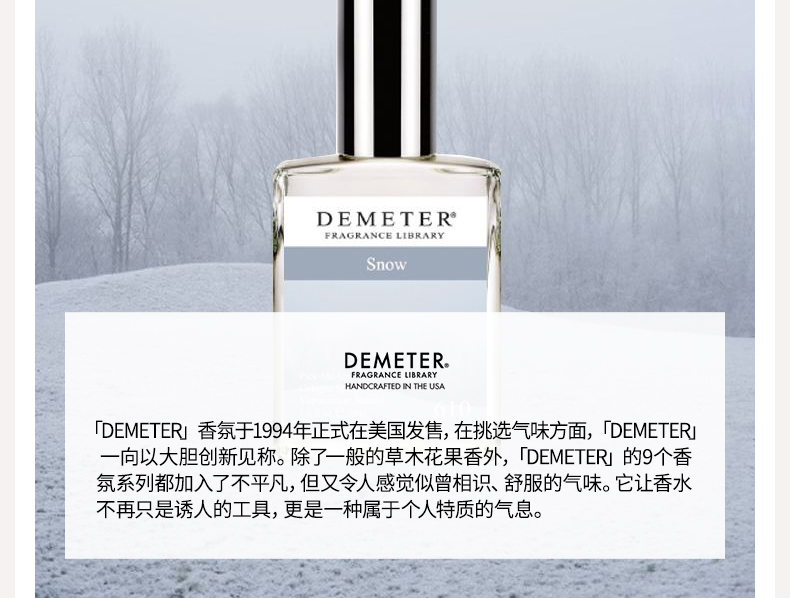 DEMETER®
FRAGRANCE LIBRARY
Snow
DEMETER®
FRAGRANCE LIBRARY
HANDCRAFTED IN THE USA
「DEMETER」香氛于1994年正式在美国发售，在挑选气味方面，「DEMETER」
一向以大胆创新见称。除了一般的草木花果香外，「DEMETER」的9个香
氛系列都加入了不平凡，但又令人感觉似曾相识、舒服的气味。它让香水
不再只是诱人的工具，更是一种属于个人特质的气息。